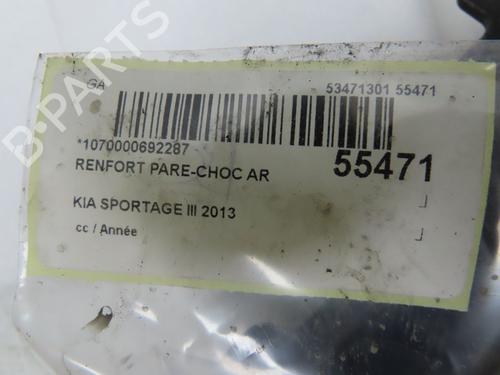 GA
53471301 55471
*1070000692287
55471
RENFORT PARE-CHOC AR
KIA SPORTAGE III 2013
cc / Année
B-PARTS